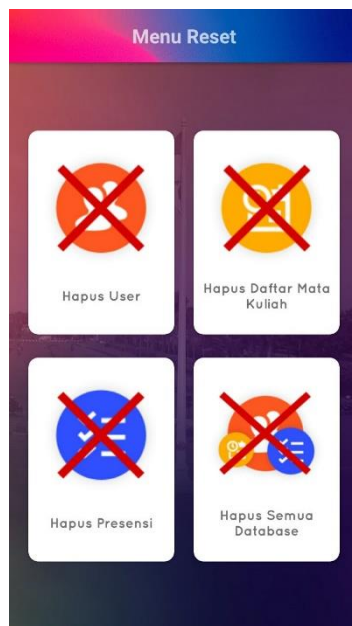 Menu Reset
Hapus User
Hapus Daftar Mata
Kuliah
Hapus Presensi
Hapus Semua
Database